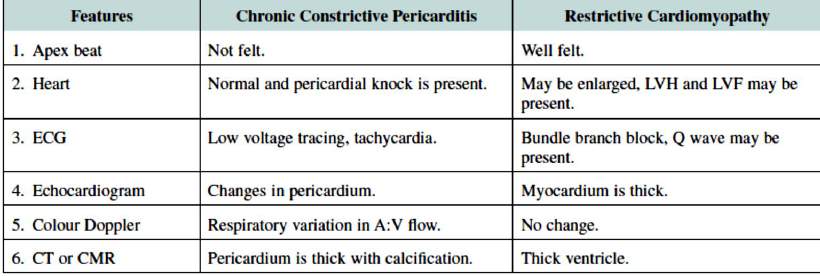 Features Chronic Constrictive Pericarditis Restrictive Cardiomyopathy
1. Apex beat Not felt. Well felt.
2. Heart Normal and pericardial knock is present. May be enlarged, LVH and LVF may be
present.
3. ECG Low voltage tracing, tachycardia. Bundle branch block, Q wave may be
present.
4. Echocardiogram Changes in pericardium. Myocardium is thick.
5. Colour Doppler Respiratory variation in A:V flow. No change.
6. CT or CMR Pericardium is thick with calcification. Thick ventricle.